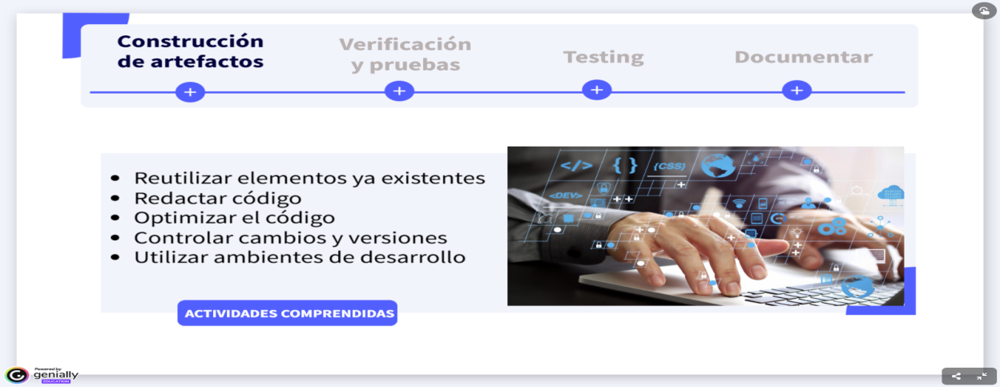 Construcción
de artefactos
Verificación
y pruebas
Testing
Documentar
Reutilizar elementos ya existentes
Redactar código
Optimizar el código
Controlar cambios y versiones
Utilizar ambientes de desarrollo
ACTIVIDADES COMPRENDIDAS
</>
{ }
{CSS}
<DEV>
Powered by
genially
EDUCATION